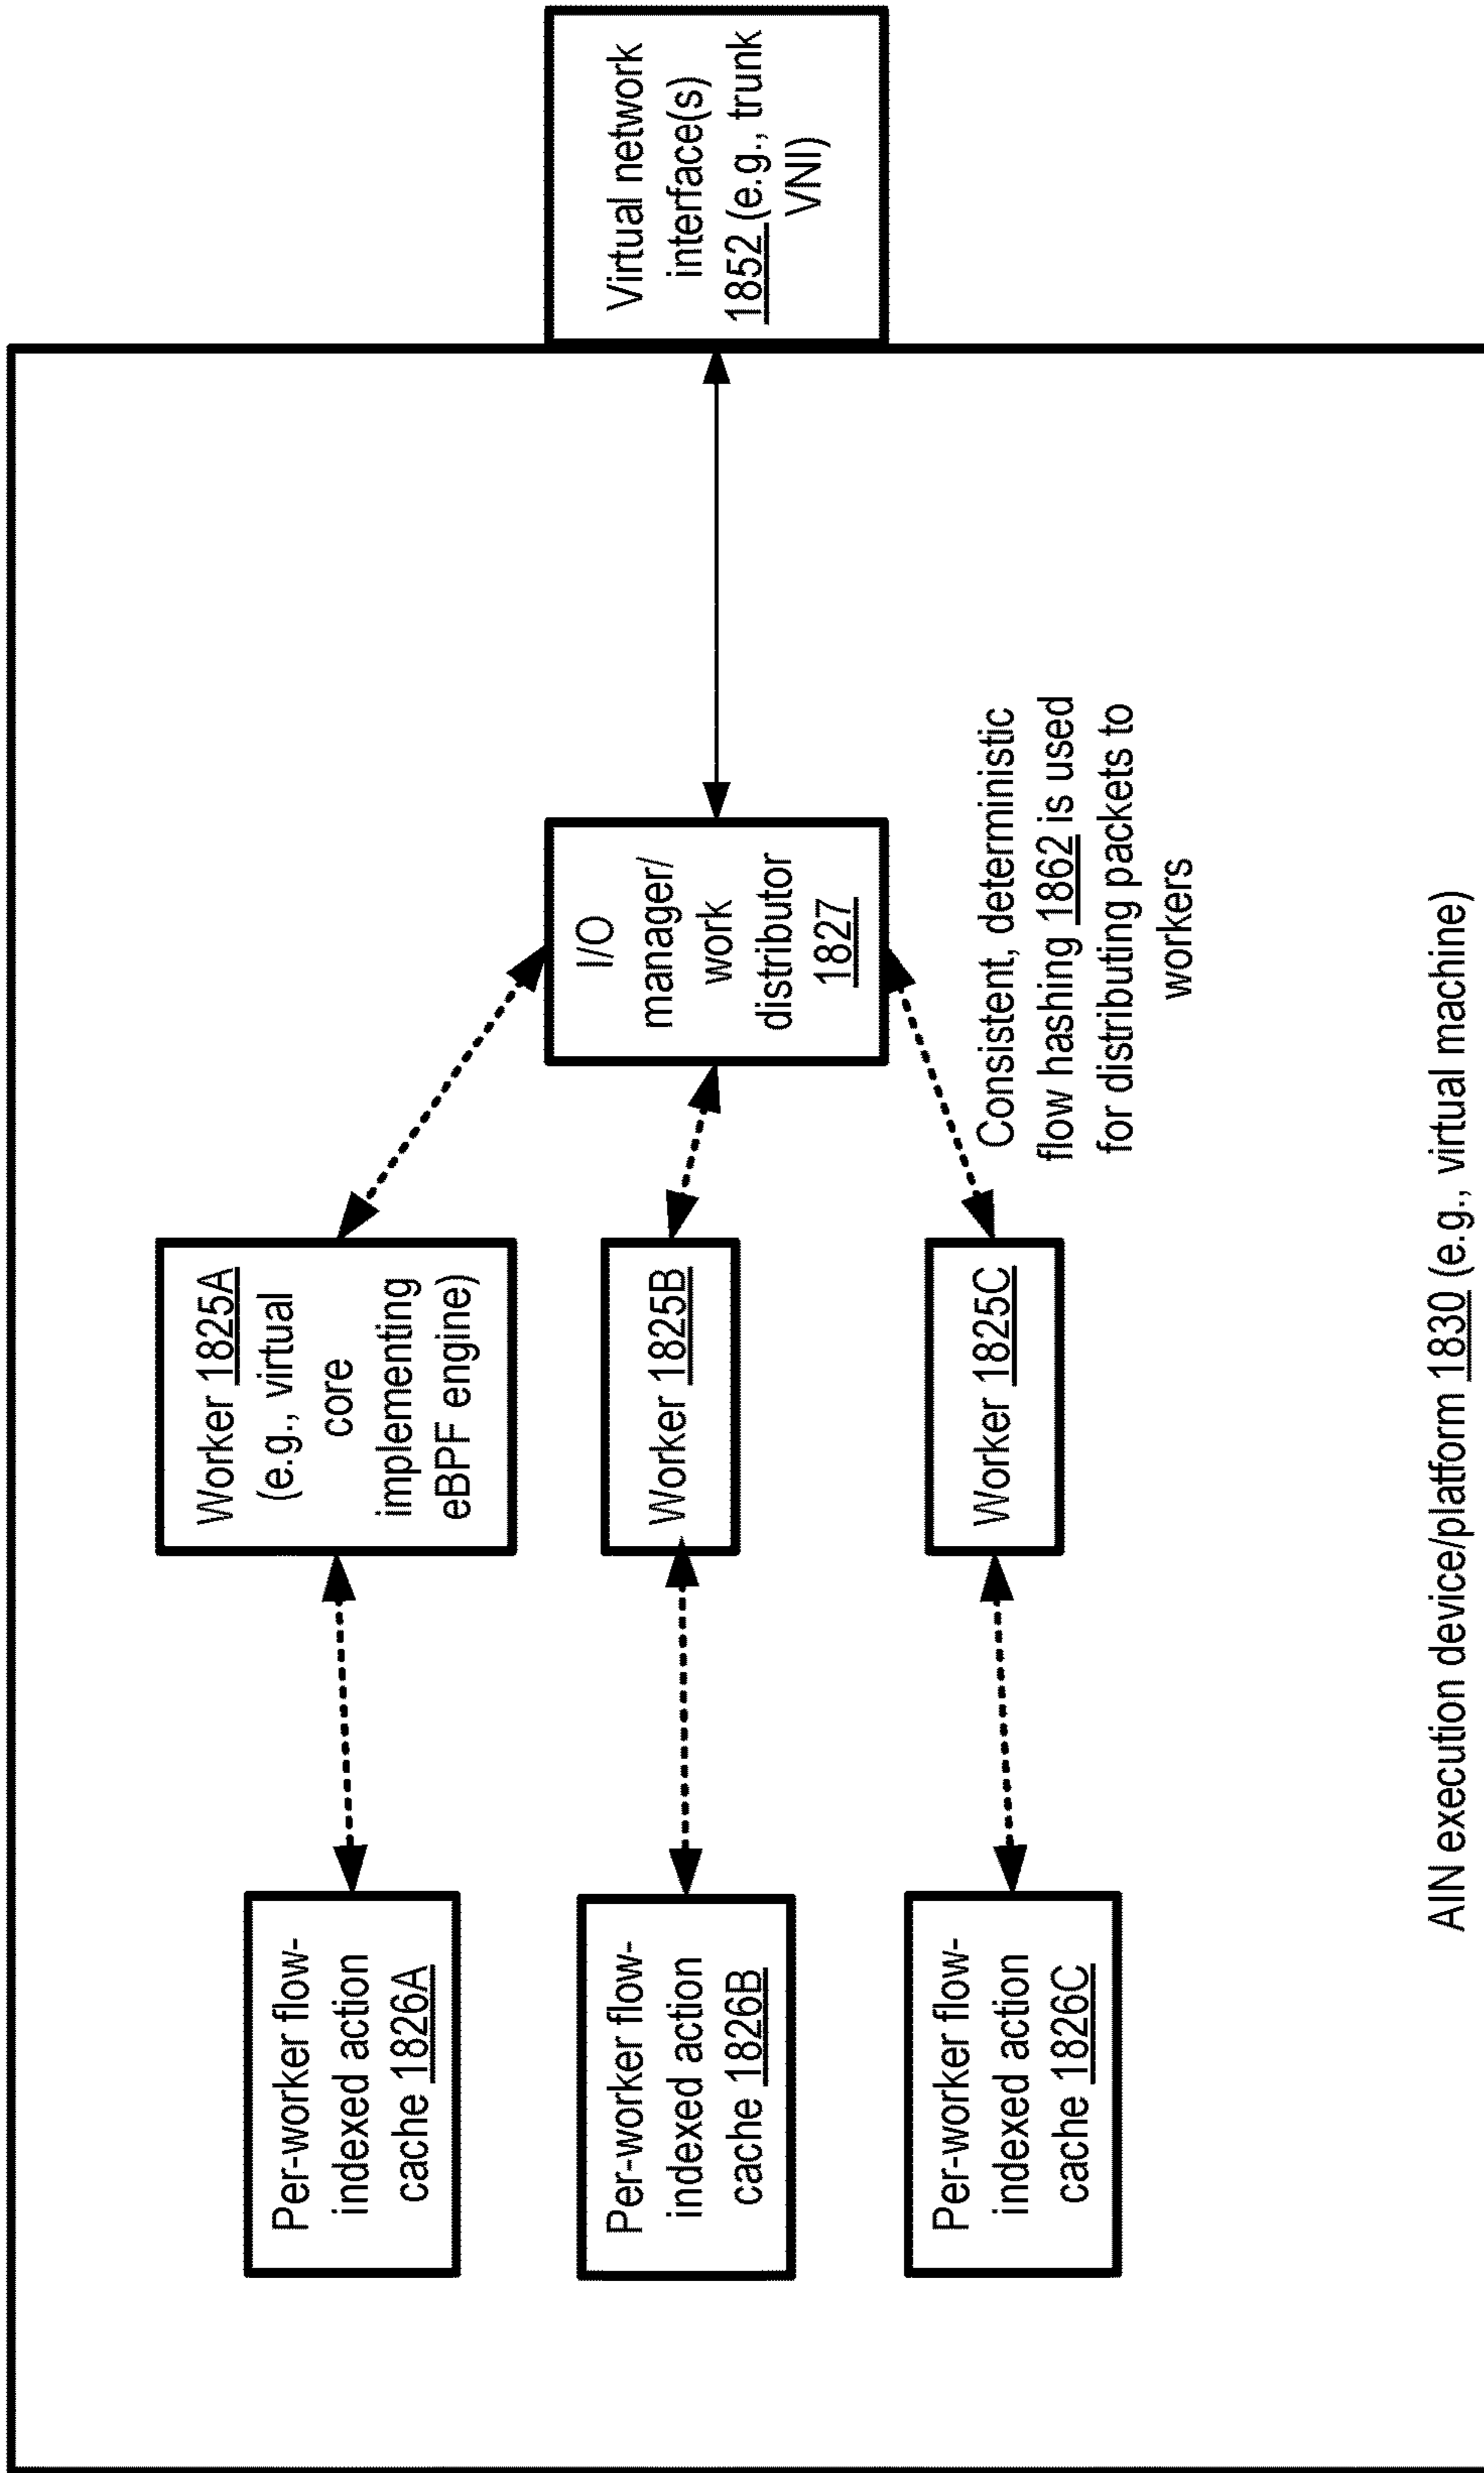 Per-worker flow-
indexed action
cache 1826A
Worker 1825A
(e.g., virtual
core
implementing
eBPF engine)
Per-worker flow-
indexed action
cache 1826B
Worker 1825B
I/O
manager/
work
distributor
1827
Virtual network
interface(s)
1852 (e.g., trunk
VNI)
Per-worker flow-
indexed action
cache 1826C
Worker 1825C
Consistent, deterministic
flow hashing 1862 is used
for distributing packets to
workers
AIN execution device/platform 1830 (e.g., virtual machine)